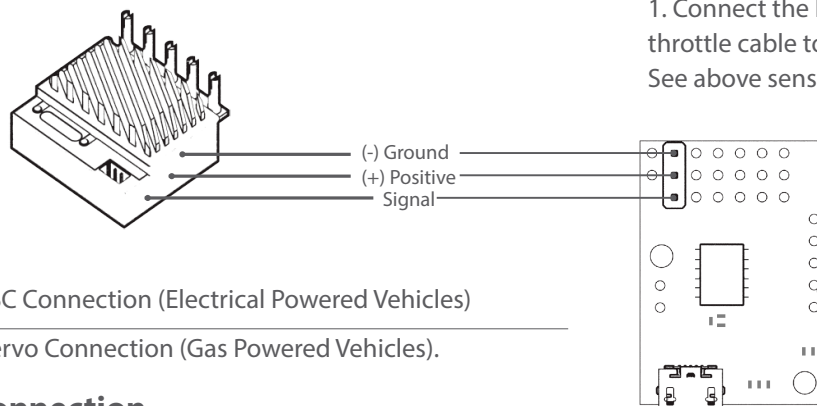 1. Connect the
throttle cable to
See above sens
(-) Ground
(+) Positive
Signal
C Connection (Electrical Powered Vehicles)
ervo Connection (Gas Powered Vehicles).